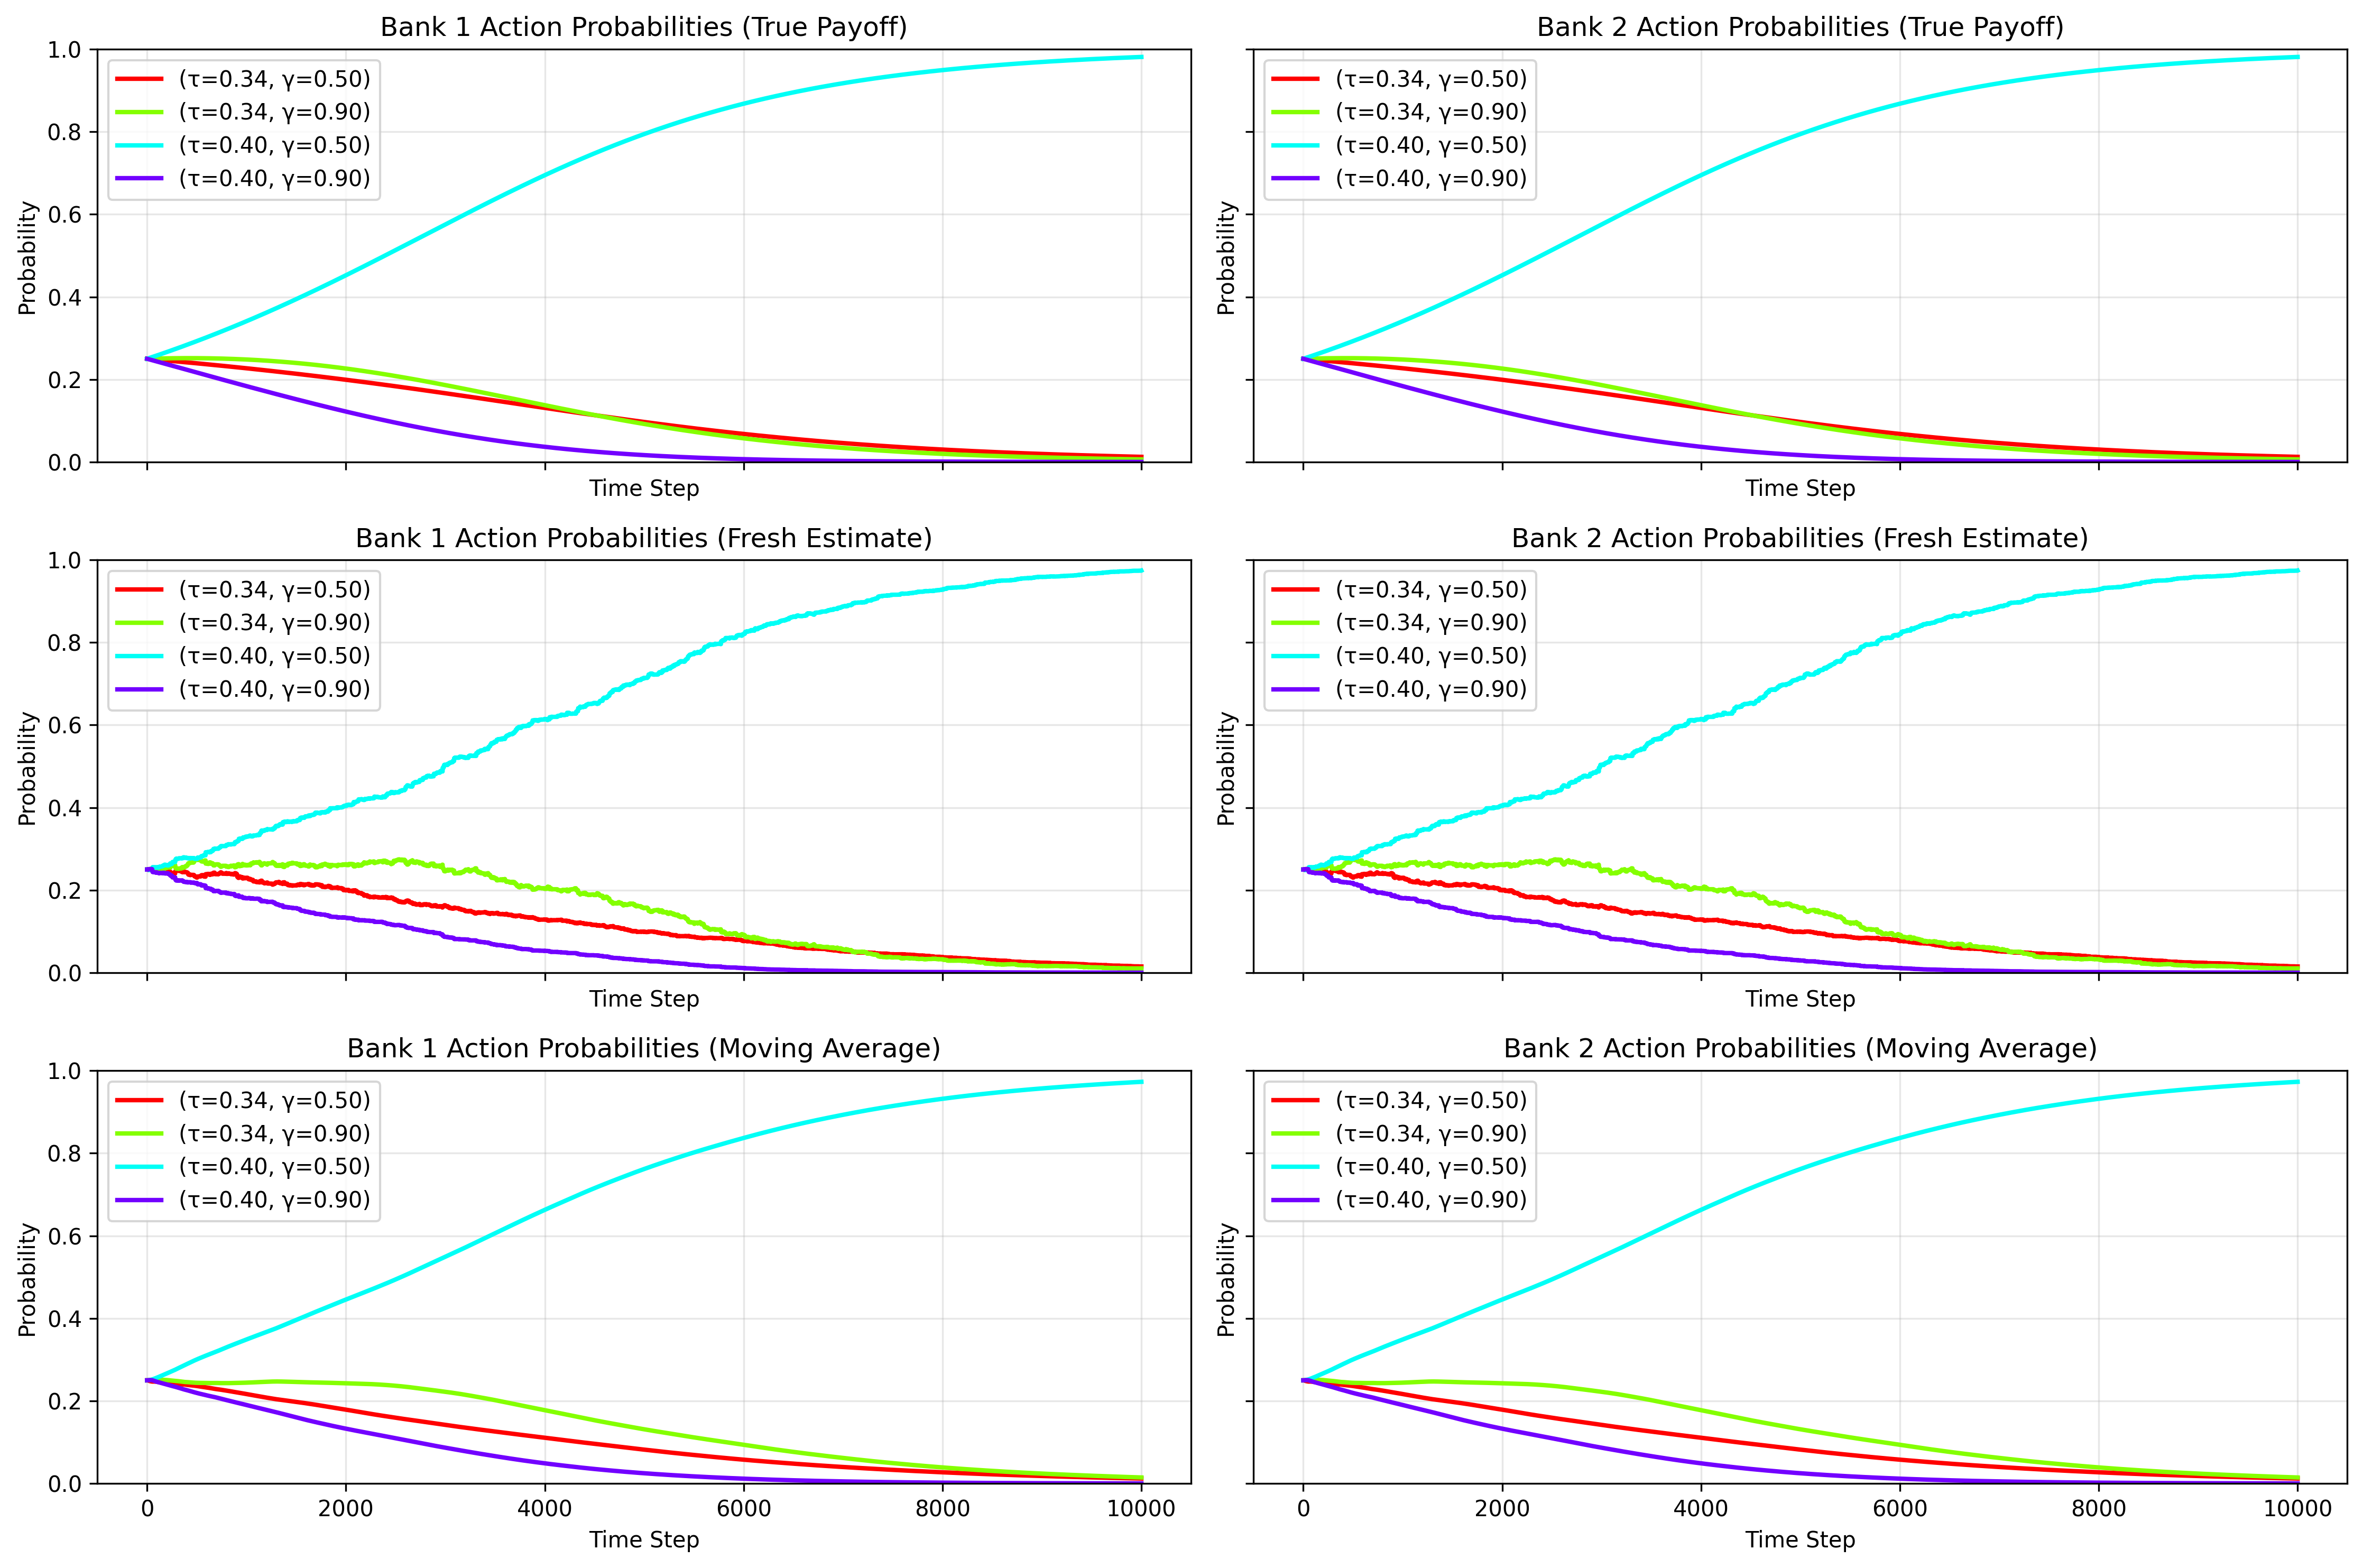 Bank 1 Action Probabilities (True Payoff)
Probability
1.0
0.8
0.6
0.4
0.2
0.0
(τ=0.34, γ=0.50)
(τ=0.34, γ=0.90)
(τ=0.40, γ=0.50)
(τ=0.40, γ=0.90)
Time Step
Bank 2 Action Probabilities (True Payoff)
Probability
(τ=0.34, γ=0.50)
(τ=0.34, γ=0.90)
(τ=0.40, γ=0.50)
(τ=0.40, γ=0.90)
Time Step
Bank 1 Action Probabilities (Fresh Estimate)
Probability
1.0
0.8
0.6
0.4
0.2
0.0
(τ=0.34, γ=0.50)
(τ=0.34, γ=0.90)
(τ=0.40, γ=0.50)
(τ=0.40, γ=0.90)
Time Step
Bank 2 Action Probabilities (Fresh Estimate)
Probability
(τ=0.34, γ=0.50)
(τ=0.34, γ=0.90)
(τ=0.40, γ=0.50)
(τ=0.40, γ=0.90)
Time Step
Bank 1 Action Probabilities (Moving Average)
Probability
1.0
0.8
0.6
0.4
0.2
0.0
(τ=0.34, γ=0.50)
(τ=0.34, γ=0.90)
(τ=0.40, γ=0.50)
(τ=0.40, γ=0.90)
0 2000 4000 6000 8000 10000
Time Step
Bank 2 Action Probabilities (Moving Average)
Probability
(τ=0.34, γ=0.50)
(τ=0.34, γ=0.90)
(τ=0.40, γ=0.50)
(τ=0.40, γ=0.90)
0 2000 4000 6000 8000 10000
Time Step